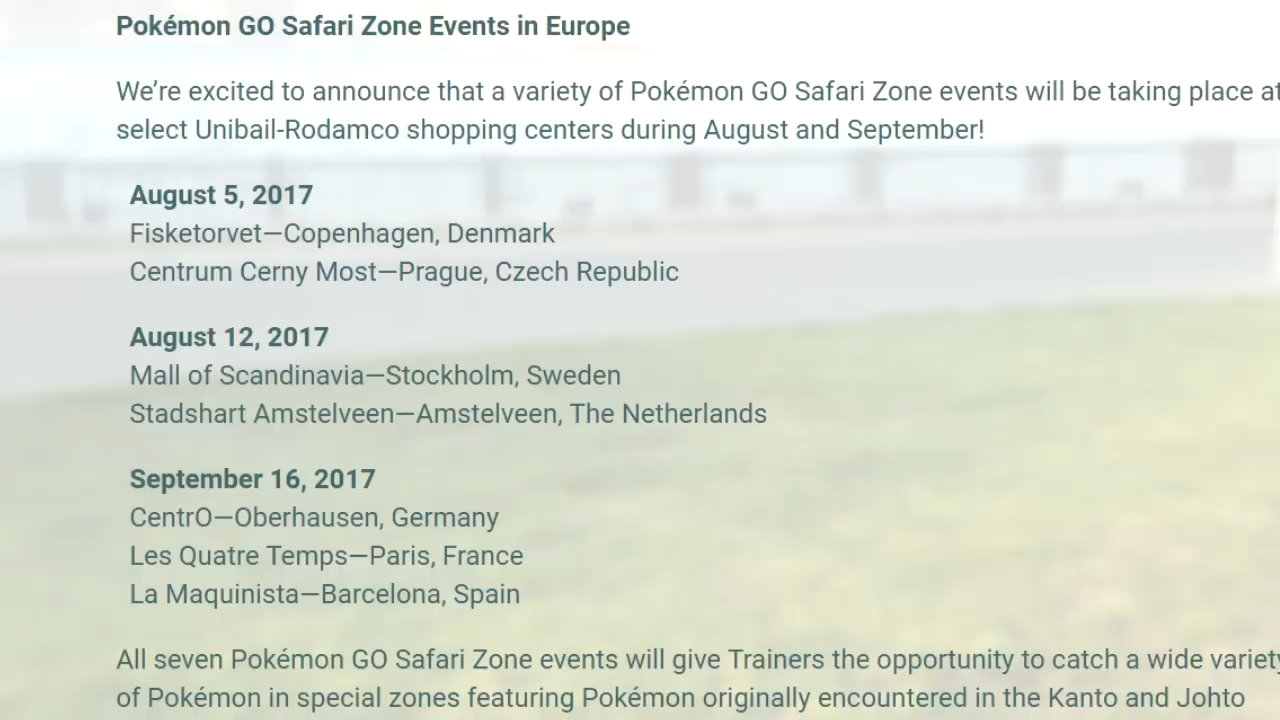 Pokémon GO Safari Zone Events in Europe
We’re excited to announce that a variety of Pokémon GO Safari Zone events will be taking place at
select Unibail-Rodamco shopping centers during August and September!
August 5, 2017
Fisketorvet—Copenhagen, Denmark
Centrum Cerny Most—Prague, Czech Republic
August 12, 2017
Mall of Scandinavia—Stockholm, Sweden
Stadshart Amstelveen—Amstelveen, The Netherlands
September 16, 2017
CentrO—Oberhausen, Germany
Les Quatre Temps—Paris, France
La Maquinista—Barcelona, Spain
All seven Pokémon GO Safari Zone events will give Trainers the opportunity to catch a wide variety
of Pokémon in special zones featuring Pokémon originally encountered in the Kanto and Johto